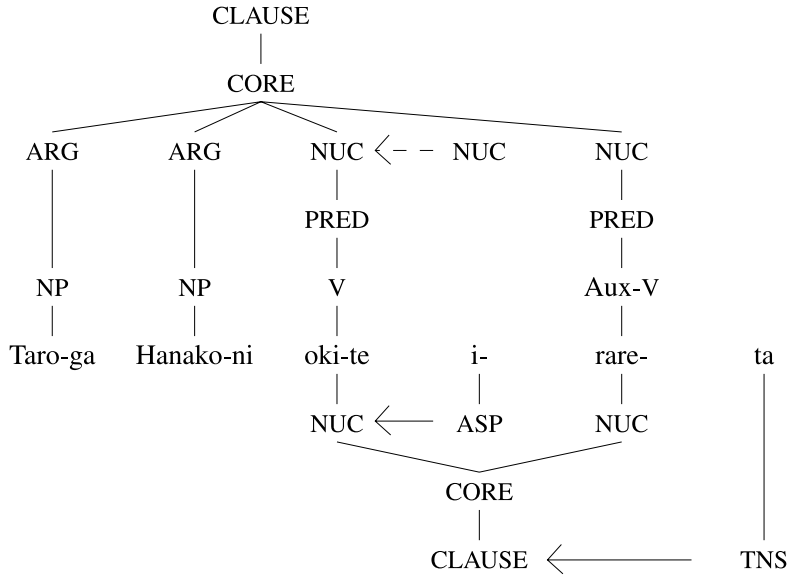 CLAUSE
CORE
ARG ARG NUC NUC NUC
PRED PRED
NP NP V Aux-V
Taro-ga Hanako-ni oki-te i- rare- ta
NUC ASP NUC
CORE
CLAUSE TNS